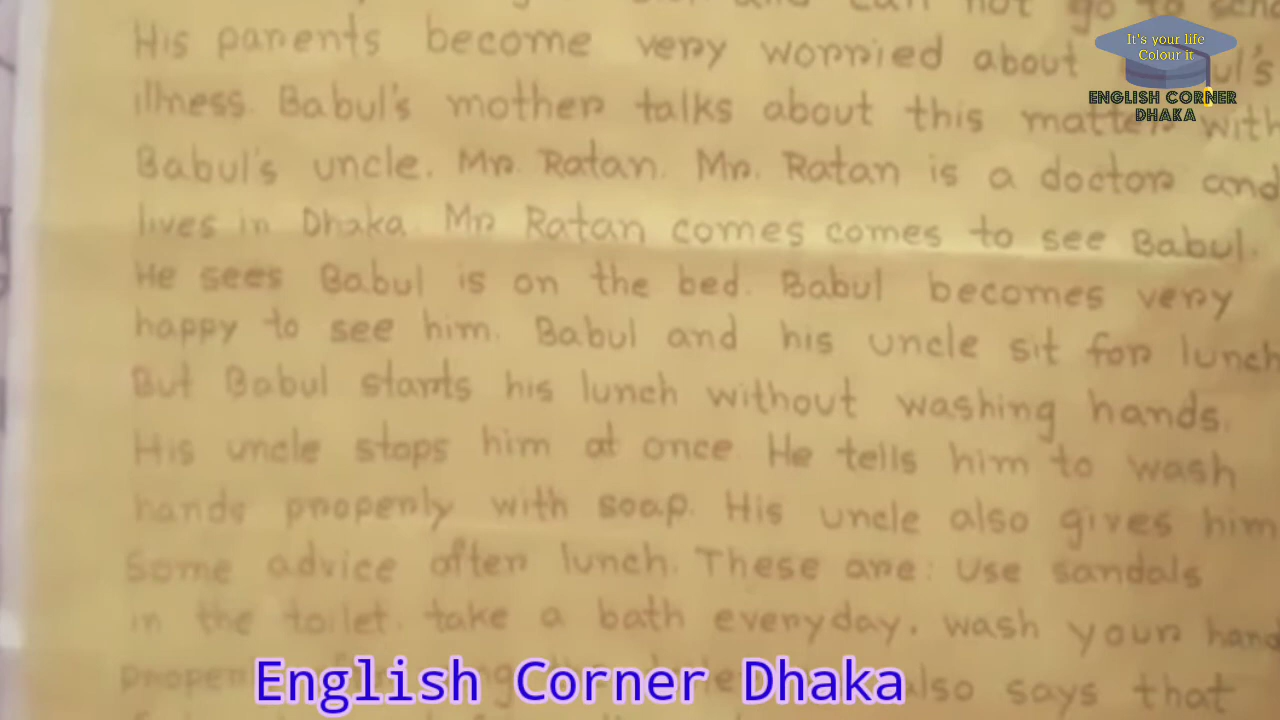 can not go to
His parents become very worried about
illness. Babul's mother talks about this matter with
Babul's uncle. Mr. Ratan. Mr. Ratan is a doctor and
lives in Dhaka. Mr Ratan comes comes to see Babul.
He sees Babul is on the bed. Babul becomes very
happy to see him. Babul and his uncle sit for lunch
But Babul starts his lunch without washing hands.
His uncle stops him at once He tells him to wash
hands properly with soap. His uncle also gives him
Some advice after lunch. These are: Use sandals
in the toilet. take a bath everyday, wash your hand
also says that
It's your life
Colour it
ENGLISH CORNER
DHAKA
English Corner Dhaka